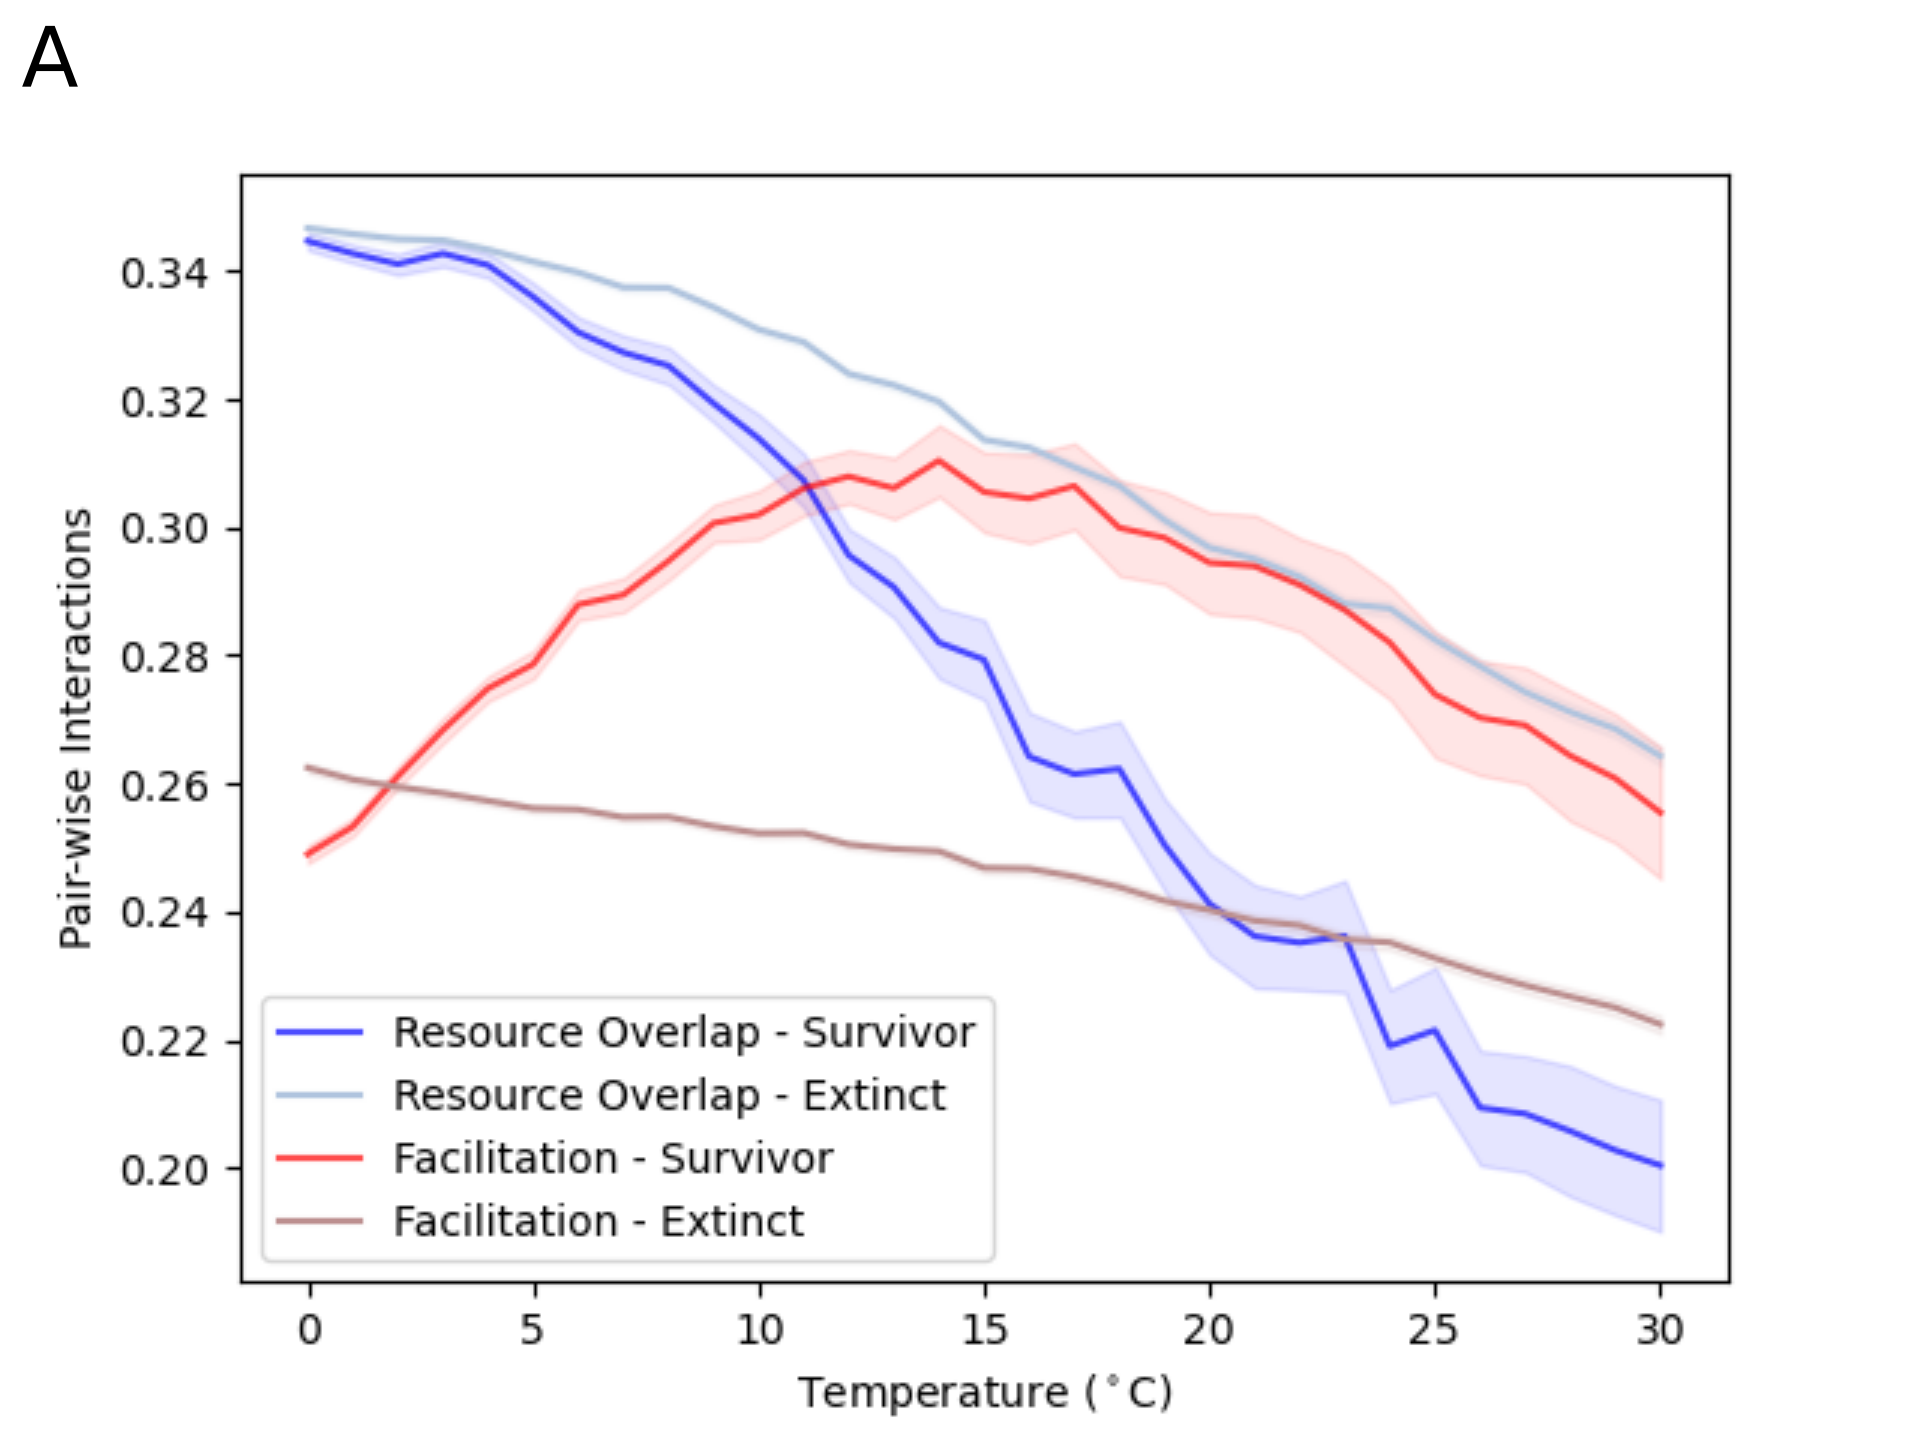 A
0.34
0.32
0.30
0.28
0.26
0.24
0.22
0.20
Pair-wise Interactions
Resource Overlap - Survivor
Resource Overlap - Extinct
Facilitation - Survivor
Facilitation - Extinct
0 5 10 15 20 25 30
Temperature (°C)